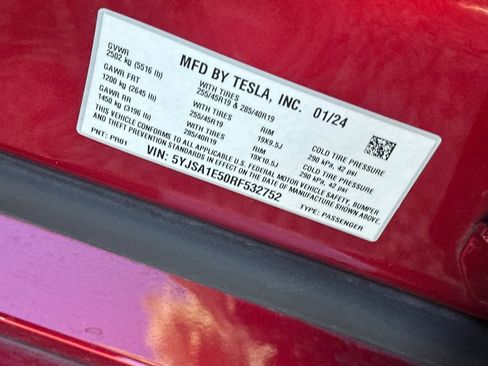 MFD BY TESLA, INC. 01/24
GVWR
2502 kg (5516 lb)
WITH TIRES
255/45R19 & 285/40R19
GAWR FRT
1200 kg (2645 lb)
WITH TIRES
255/45R19
RIM
19X9.5J
COLD TIRE PRESSURE
290 kPa, 42 psi
GAWR RR
1450 kg (3196 lb)
WITH TIRES
285/40R19
RIM
19X10.5J
COLD TIRE PRESSURE
290 kPa, 42 psi
THIS VEHICLE CONFORMS TO ALL APPLICABLE U.S. FEDERAL MOTOR VEHICLE SAFETY, BUMPER
AND THEFT PREVENTION STANDARDS IN EFFECT ON THE DATE OF MANUFACTURE SHOWN ABOVE.
PNT: PR01
VIN: 5YJSA1E50RF532752
TYPE: PASSENGER